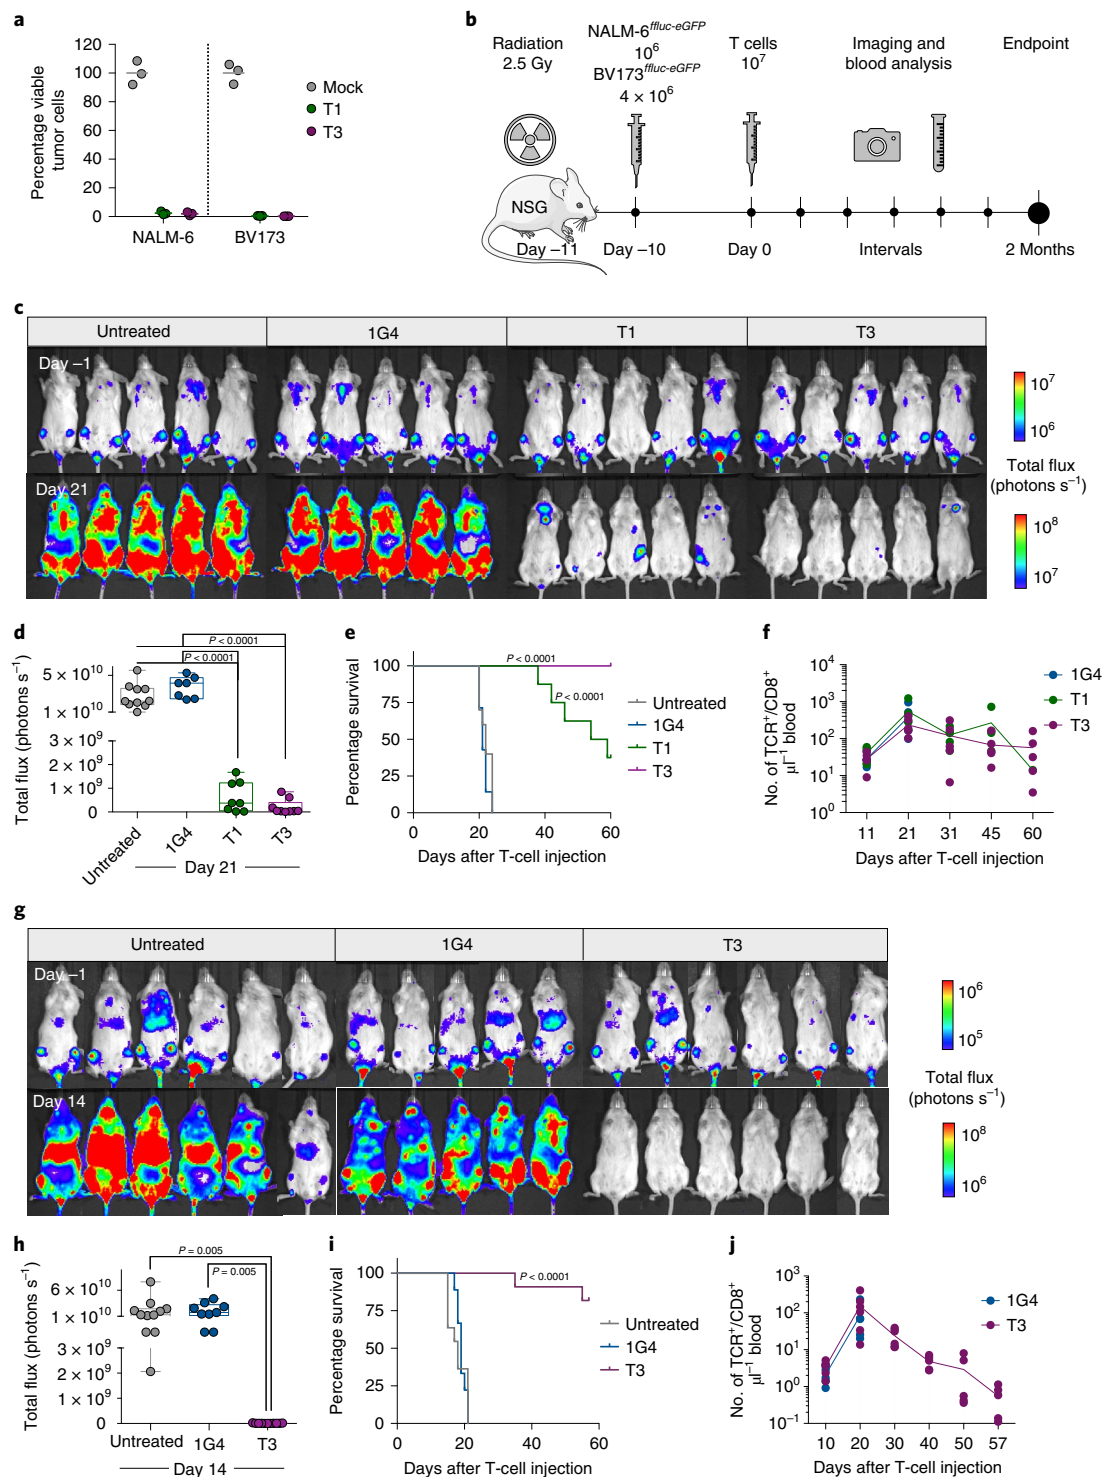 a
120
100
80
60
40
20
0
Percentage viable
tumor cells
NALM-6
BV173
Mock
T1
T3
b
Radiation
2.5 Gy
NALM-6ffluc-eGFP
10⁶
BV173ffluc-eGFP
4 × 10⁶
T cells
10⁷
Imaging and
blood analysis
Endpoint
NSG
Day –11
Day –10
Day 0
Intervals
2 Months
c
Untreated
1G4
T1
T3
Day –1
Day 21
10⁷
10⁶
Total flux
(photons s⁻¹)
10⁸
10⁷
d
Total flux (photons s⁻¹)
5 × 10¹⁰
1 × 10¹⁰
3 × 10⁹
2 × 10⁹
1 × 10⁹
0
P < 0.0001
P < 0.0001
Untreated
1G4
T1
T3
Day 21
e
Percentage survival
100
75
50
25
0
P < 0.0001
P < 0.0001
Untreated
1G4
T1
T3
0
20
40
60
Days after T-cell injection
f
No. of TCR⁺/CD8⁺
µl⁻¹ blood
10⁴
10³
10²
10¹
10⁰
1G4
T1
T3
11
21
31
45
60
Days after T-cell injection
g
Untreated
1G4
T3
Day –1
Day 14
10⁶
10⁵
Total flux
(photons s⁻¹)
10⁸
10⁶
h
Total flux (photons s⁻¹)
6 × 10¹⁰
1 × 10¹⁰
3 × 10⁹
2 × 10⁹
1 × 10⁹
0
P = 0.005
P = 0.005
Untreated
1G4
T3
Day 14
i
Percentage survival
100
75
50
25
0
P < 0.0001
Untreated
1G4
T3
0
20
40
60
Days after T-cell injection
j
No. of TCR⁺/CD8⁺
µl⁻¹ blood
10³
10²
10¹
10⁰
10⁻¹
1G4
T3
10
20
30
40
50
57
Days after T-cell injection